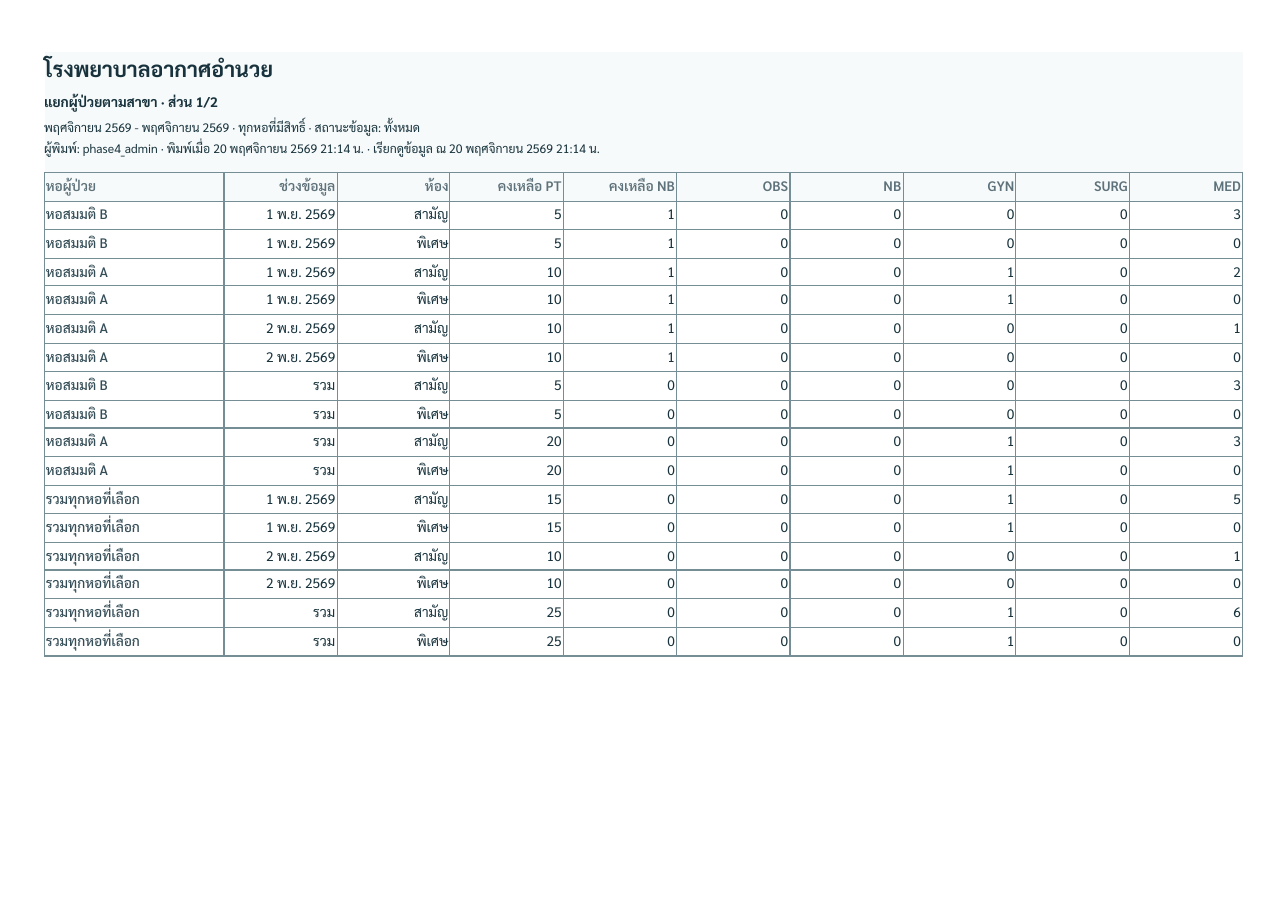 โรงพยาบาลอากาศอำนวย
แยกผู้ป่วยตามสาขา · ส่วน 1/2
พฤศจิกายน 2569 - พฤศจิกายน 2569 · ทุกหอที่มีสิทธิ์ · สถานะข้อมูล: ทั้งหมด
ผู้พิมพ์: phase4_admin · พิมพ์เมื่อ 20 พฤศจิกายน 2569 21:14 น. · เรียกดูข้อมูล ณ 20 พฤศจิกายน 2569 21:14 น.
หอผู้ป่วย ช่วงข้อมูล ห้อง คงเหลือ PT คงเหลือ NB OBS NB GYN SURG MED
หอสมมติ B 1 พ.ย. 2569 สามัญ 5 1 0 0 0 0 3
หอสมมติ B 1 พ.ย. 2569 พิเศษ 5 1 0 0 0 0 0
หอสมมติ A 1 พ.ย. 2569 สามัญ 10 1 0 0 1 0 2
หอสมมติ A 1 พ.ย. 2569 พิเศษ 10 1 0 0 1 0 0
หอสมมติ A 2 พ.ย. 2569 สามัญ 10 1 0 0 0 0 1
หอสมมติ A 2 พ.ย. 2569 พิเศษ 10 1 0 0 0 0 0
หอสมมติ B รวม สามัญ 5 0 0 0 0 0 3
หอสมมติ B รวม พิเศษ 5 0 0 0 0 0 0
หอสมมติ A รวม สามัญ 20 0 0 0 1 0 3
หอสมมติ A รวม พิเศษ 20 0 0 0 1 0 0
รวมทุกหอที่เลือก 1 พ.ย. 2569 สามัญ 15 0 0 0 1 0 5
รวมทุกหอที่เลือก 1 พ.ย. 2569 พิเศษ 15 0 0 0 1 0 0
รวมทุกหอที่เลือก 2 พ.ย. 2569 สามัญ 10 0 0 0 0 0 1
รวมทุกหอที่เลือก 2 พ.ย. 2569 พิเศษ 10 0 0 0 0 0 0
รวมทุกหอที่เลือก รวม สามัญ 25 0 0 0 1 0 6
รวมทุกหอที่เลือก รวม พิเศษ 25 0 0 0 1 0 0